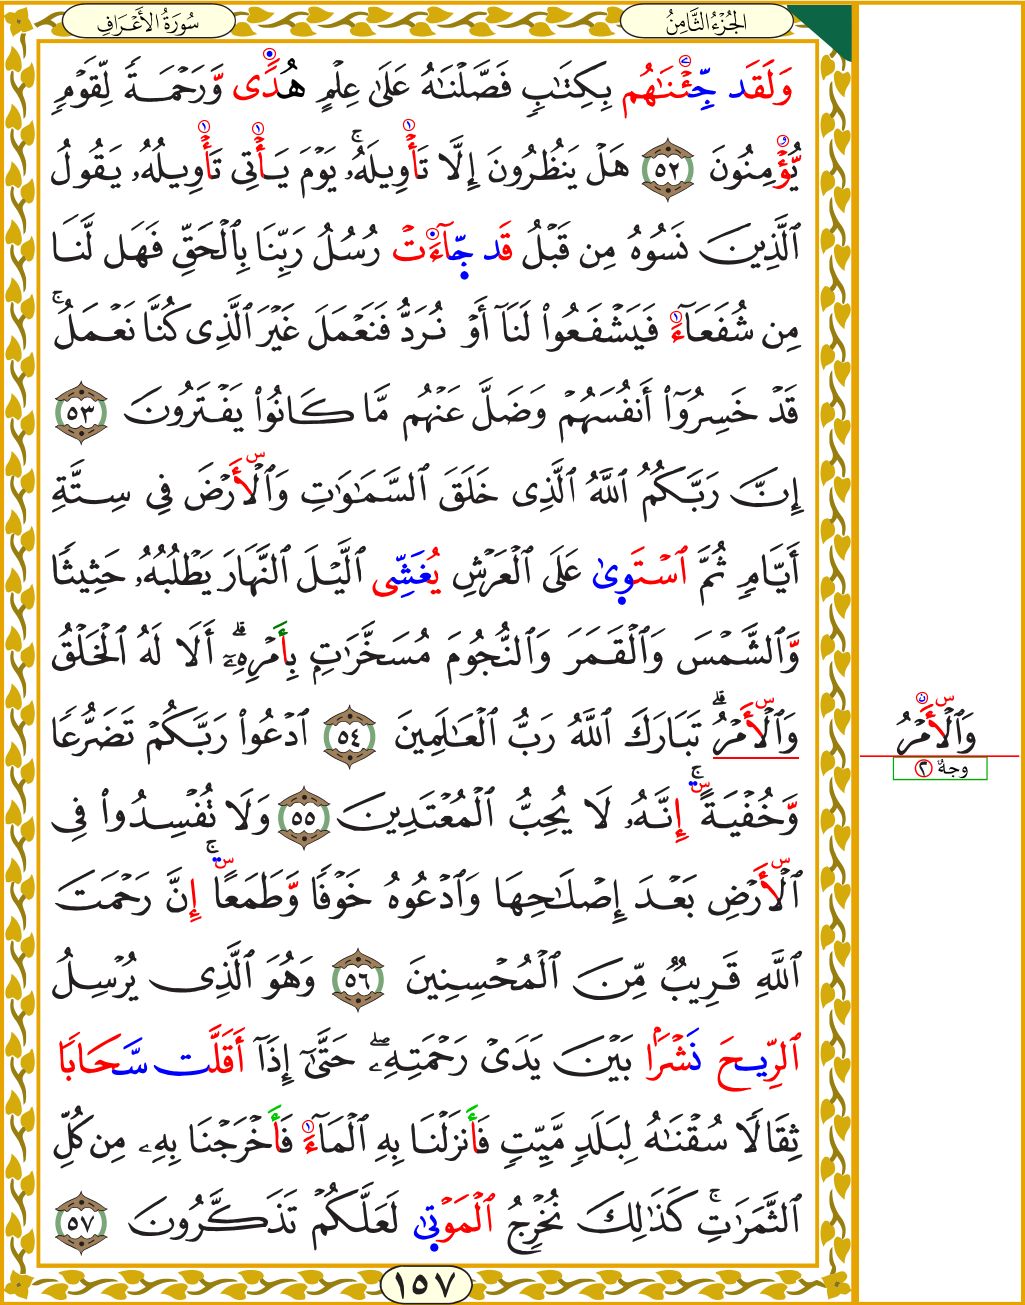 الجُزْءُ الثَّامِنُ
سُورَةُ الأَعْرَافِ
وَلَقَد جِّئْنَٰهُم بِكِتَٰبٍ فَصَّلْنَٰهُ عَلَىٰ عِلْمٍ هُدًى وَّرَحْمَةً لِّقَوْمٍ
يُّؤْمِنُونَ ٥٢ هَلْ يَنظُرُونَ إِلَّا تَأْوِيلَهُۥۚ يَوْمَ يَأْتِى تَأْوِيلُهُۥ يَقُولُ
ٱلَّذِينَ نَسُوهُ مِن قَبْلُ قَد جَّآءَتْ رُسُلُ رَبِّنَا بِٱلْحَقِّ فَهَل لَّنَا
مِن شُفَعَآءَ فَيَشْفَعُوا۟ لَنَآ أَوْ نُرَدُّ فَنَعْمَلَ غَيْرَ ٱلَّذِى كُنَّا نَعْمَلُۚ
قَدْ خَسِرُوٓا۟ أَنفُسَهُمْ وَضَلَّ عَنْهُم مَّا كَانُوا۟ يَفْتَرُونَ ٥٣
إِنَّ رَبَّكُمُ ٱللَّهُ ٱلَّذِى خَلَقَ ٱلسَّمَٰوَٰتِ وَٱلْأَرْضَ فِى سِتَّةِ
أَيَّامٍ ثُمَّ ٱسْتَوَىٰ عَلَى ٱلْعَرْشِ يُغَشِّى ٱلَّيْلَ ٱلنَّهَارَ يَطْلُبُهُۥ حَثِيثًا
وَّٱلشَّمْسَ وَٱلْقَمَرَ وَٱلنُّجُومَ مُسَخَّرَٰتٍۭ بِأَمْرِهِۦٓۗ أَلَا لَهُ ٱلْخَلْقُ
وَٱلْأَمْرُۗ تَبَارَكَ ٱللَّهُ رَبُّ ٱلْعَٰلَمِينَ ٥٤ ٱدْعُوا۟ رَبَّكُمْ تَضَرُّعًا
وَّخُفْيَةًۚ إِنَّهُۥ لَا يُحِبُّ ٱلْمُعْتَدِينَ ٥٥ وَلَا تُفْسِدُوا۟ فِى
ٱلْأَرْضِ بَعْدَ إِصْلَٰحِهَا وَٱدْعُوهُ خَوْفًا وَّطَمَعًاۚ إِنَّ رَحْمَتَ
ٱللَّهِ قَرِيبٌ مِّنَ ٱلْمُحْسِنِينَ ٥٦ وَهُوَ ٱلَّذِى يُرْسِلُ
ٱلرِّيحَ نَشْرًۢا بَيْنَ يَدَىْ رَحْمَتِهِۦۖ حَتَّىٰٓ إِذَآ أَقَلَّت سَّحَابًا
ثِقَالًا سُقْنَٰهُ لِبَلَدٍ مَّيِّتٍ فَأَنزَلْنَا بِهِ ٱلْمَآءَ فَأَخْرَجْنَا بِهِۦ مِن كُلِّ
ٱلثَّمَرَٰتِۚ كَذَٰلِكَ نُخْرِجُ ٱلْمَوْتَىٰ لَعَلَّكُمْ تَذَكَّرُونَ ٥٧
١٥٧
وَٱلْأَمْرُ
وجهٌ ٢